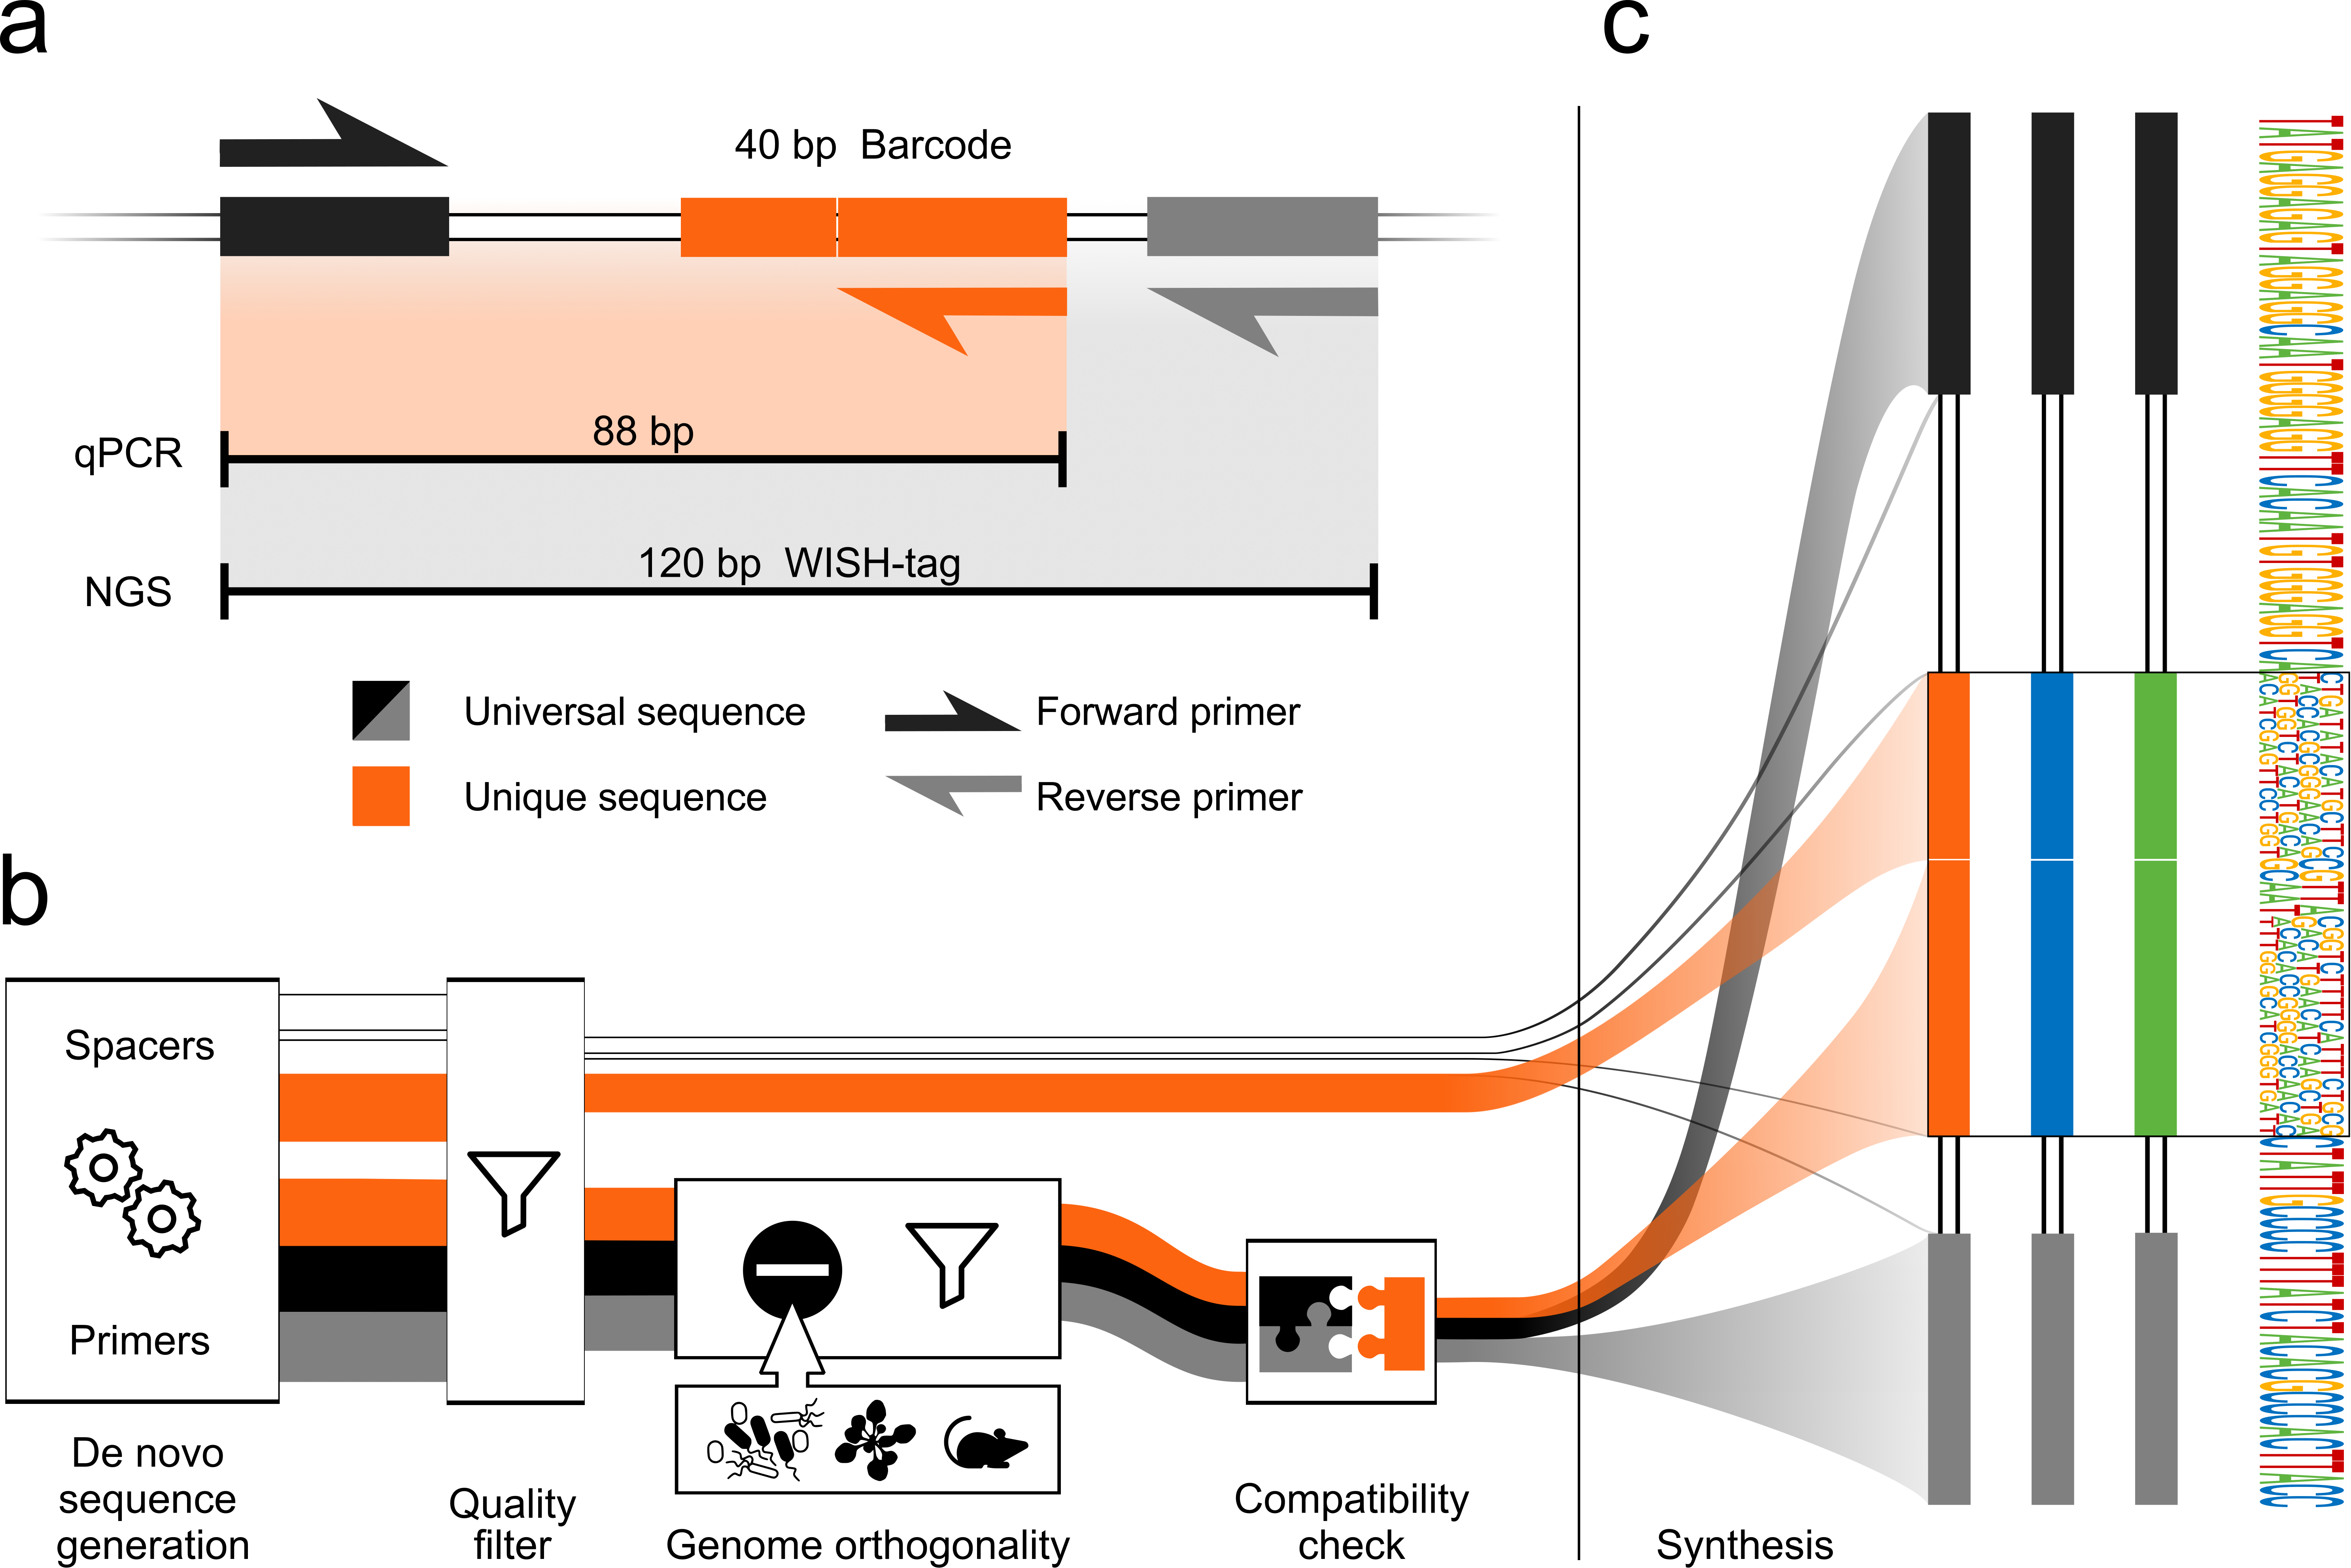 a
40 bp Barcode
88 bp
qPCR
120 bp WISH-tag
NGS
Universal sequence
Forward primer
Unique sequence
Reverse primer
b
Spacers
Primers
De novo
sequence
generation
Quality
filter
Genome orthogonality
Compatibility
check
c
Synthesis